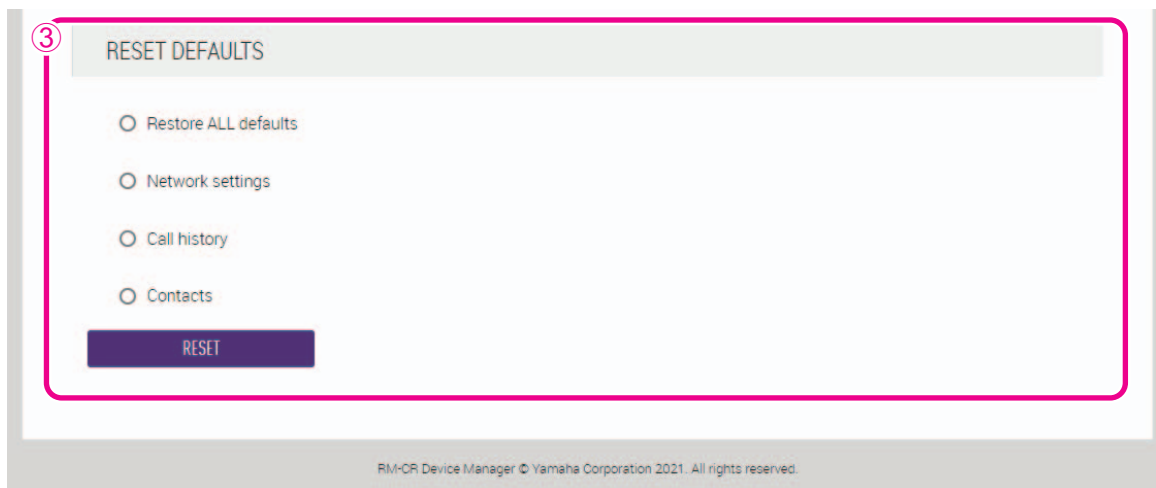 ③
RESET DEFAULTS
Restore ALL defaults
Network settings
Call history
Contacts
RESET
RM-CR Device Manager © Yamaha Corporation 2021. All rights reserved.